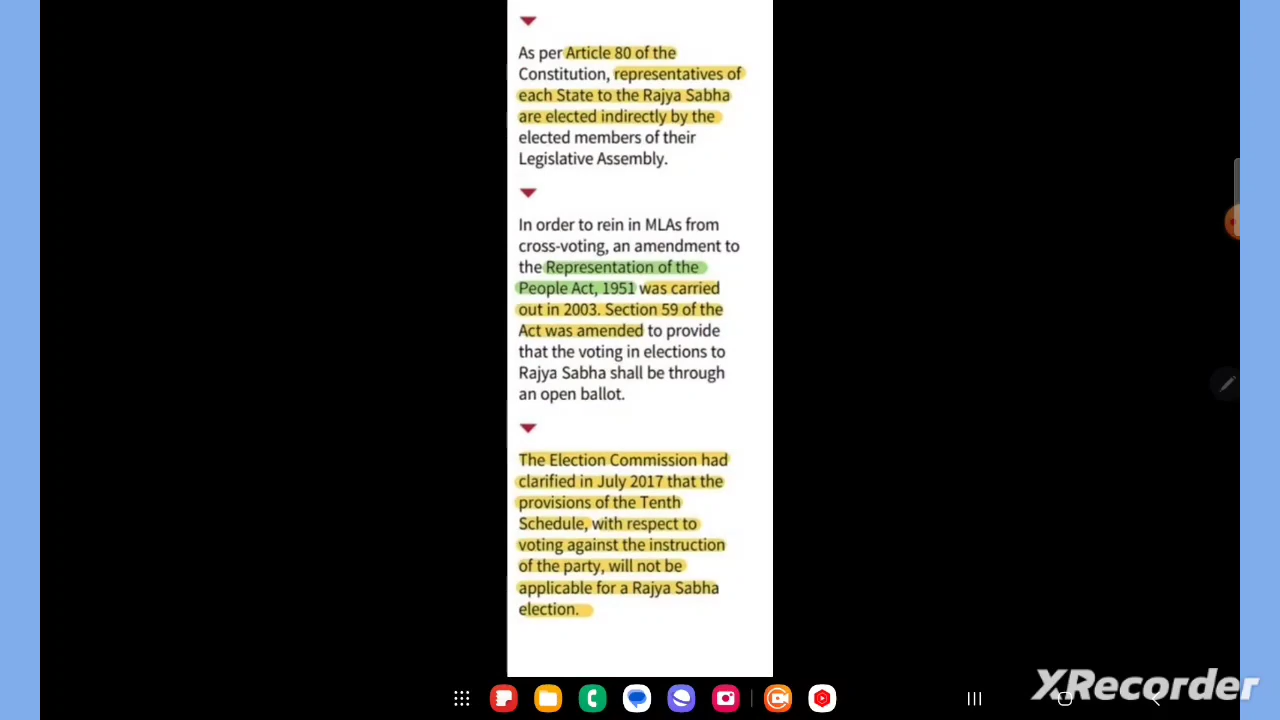 As per Article 80 of the
Constitution, representatives of
each State to the Rajya Sabha
are elected indirectly by the
elected members of their
Legislative Assembly.
In order to rein in MLAs from
cross-voting, an amendment to
the Representation of the
People Act, 1951 was carried
out in 2003. Section 59 of the
Act was amended to provide
that the voting in elections to
Rajya Sabha shall be through
an open ballot.
The Election Commission had
clarified in July 2017 that the
provisions of the Tenth
Schedule, with respect to
voting against the instruction
of the party, will not be
applicable for a Rajya Sabha
election.
XRecorder